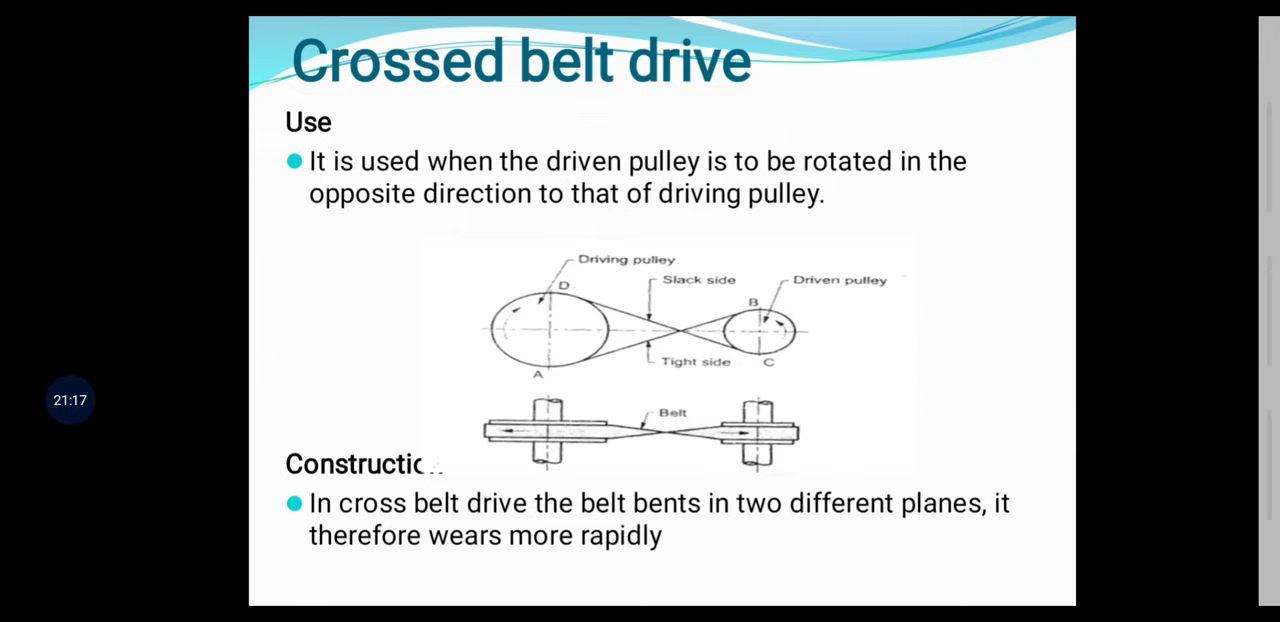 Crossed belt drive
Use
It is used when the driven pulley is to be rotated in the
opposite direction to that of driving pulley.
Driving pulley
D
Slack side
Driven pulley
B
Tight side
A
C
Belt
21:17
Construction
In cross belt drive the belt bents in two different planes, it
therefore wears more rapidly